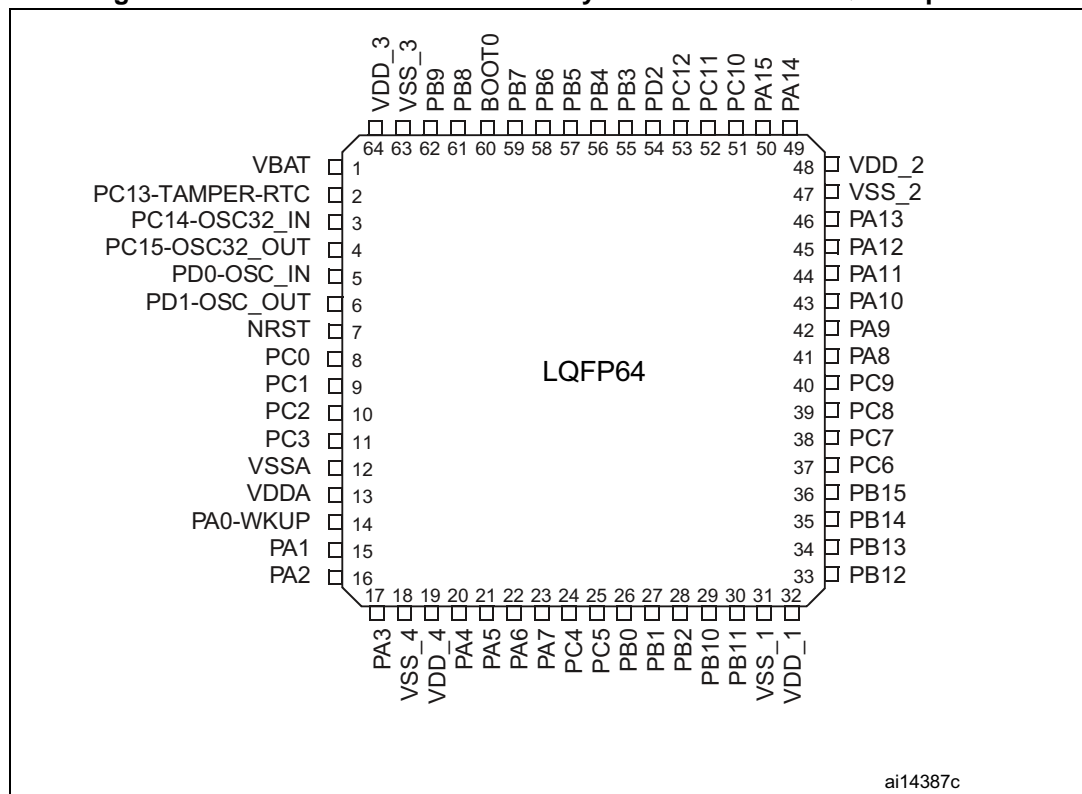 VDD_3
VSS_3
PB9
PB8
BOOT0
PB7
PB6
PB5
PB4
PB3
PD2
PC12
PC11
PC10
PA15
PA14
64 63 62 61 60 59 58 57 56 55 54 53 52 51 50 49
VBAT 1
PC13-TAMPER-RTC 2
PC14-OSC32_IN 3
PC15-OSC32_OUT 4
PD0-OSC_IN 5
PD1-OSC_OUT 6
NRST 7
PC0 8
PC1 9
PC2 10
PC3 11
VSSA 12
VDDA 13
PA0-WKUP 14
PA1 15
PA2 16
LQFP64
48 VDD_2
47 VSS_2
46 PA13
45 PA12
44 PA11
43 PA10
42 PA9
41 PA8
40 PC9
39 PC8
38 PC7
37 PC6
36 PB15
35 PB14
34 PB13
33 PB12
17 18 19 20 21 22 23 24 25 26 27 28 29 30 31 32
PA3
VSS_4
VDD_4
PA4
PA5
PA6
PA7
PC4
PC5
PB0
PB1
PB2
PB10
PB11
VSS_1
VDD_1
ai14387c